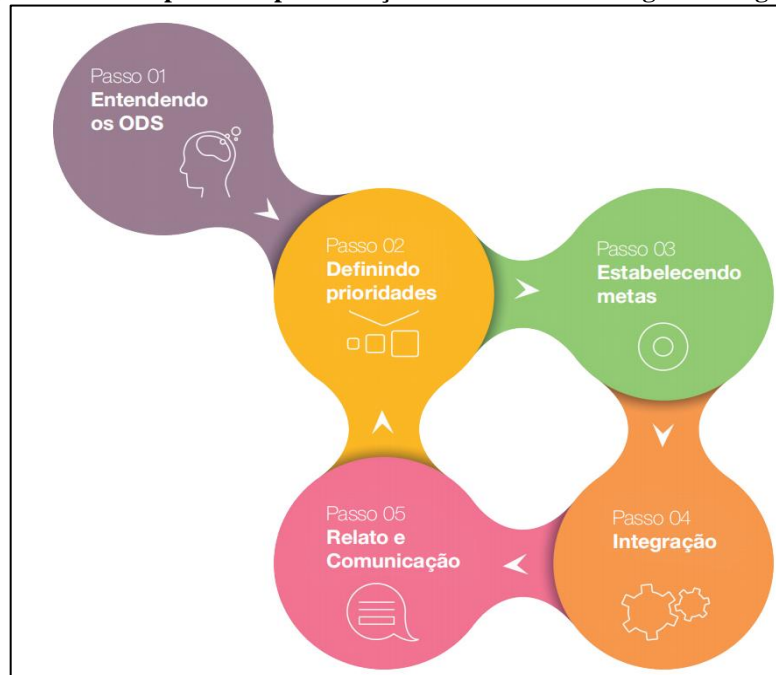 Passo 01
Entendendo
os ODS
Passo 02
Definindo
prioridades
Passo 03
Estabelecendo
metas
Passo 04
Integração
Passo 05
Relato e
Comunicação